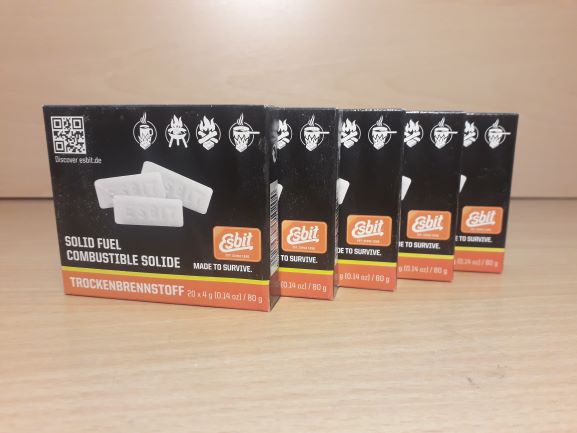 Discover esbit.de
ESBIT
ESBIT
SOLID FUEL
COMBUSTIBLE SOLIDE
Esbit
MADE TO SURVIVE.
TROCKENBRENNSTOFF 20 x 4 g (0.14 oz) / 80 g
Esbit
TO SURVIVE.
(0.14 oz) / 80 g
Esbit
DE TO SURVIVE.
g (0.14 oz) / 80 g
Esbit
TO SURVIVE.
g (0.14 oz) / 80 g
Esbit
TO SURVIVE.
(0.14 oz) / 80 g